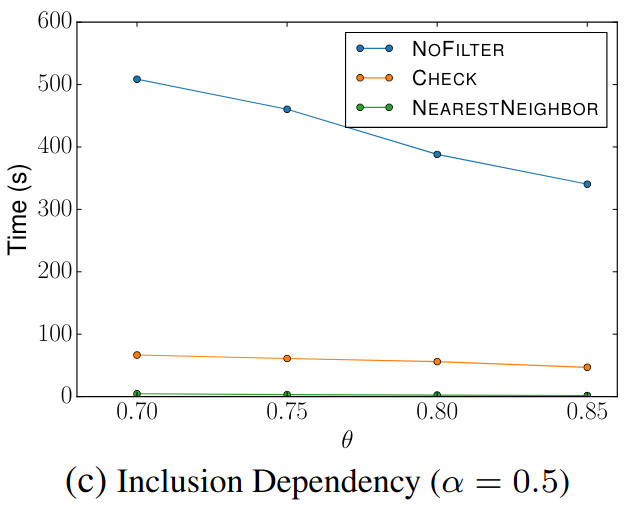 600
500
400
300
200
100
0
Time (s)
NOFILTER
CHECK
NEARESTNEIGHBOR
0.70 0.75 0.80 0.85
θ
(c) Inclusion Dependency (α = 0.5)